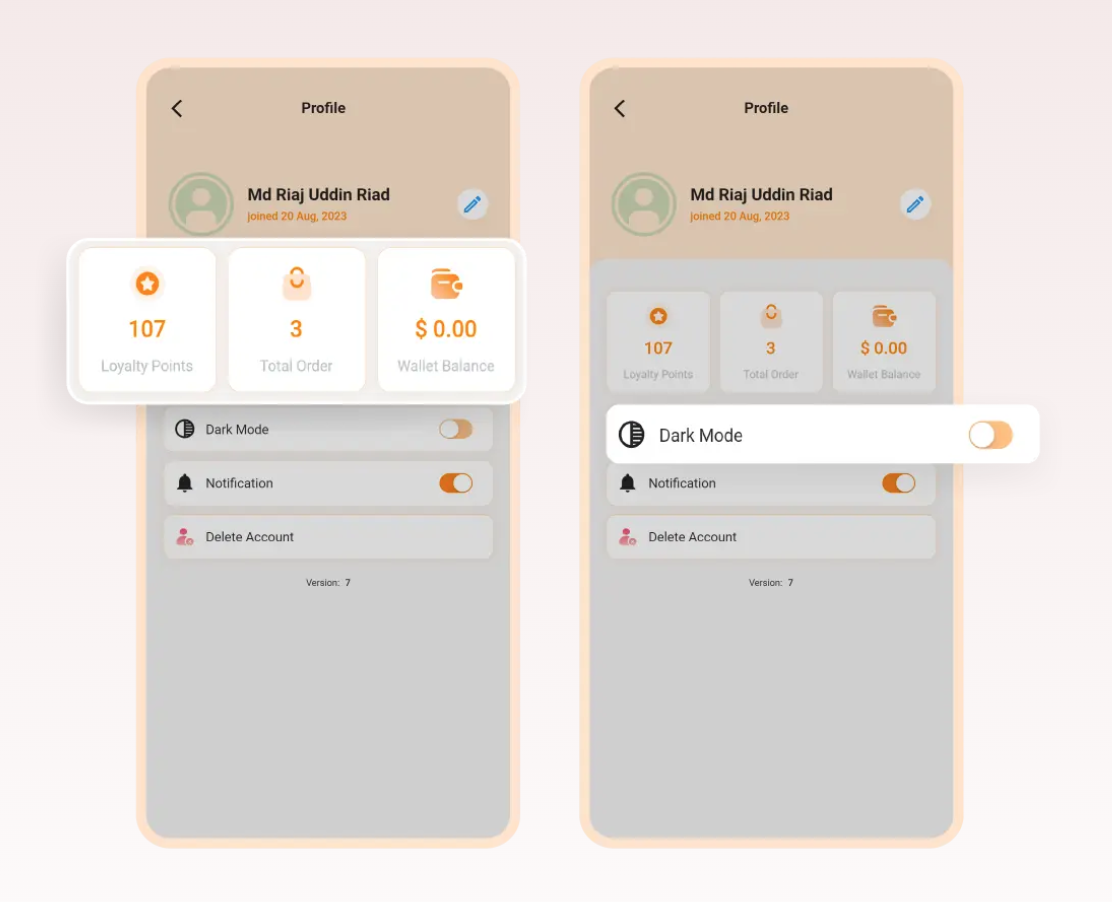 Profile
Md Riaj Uddin Riad
joined 20 Aug, 2023
107
Loyalty Points
3
Total Order
$ 0.00
Wallet Balance
Dark Mode
Notification
Delete Account
Version: 7
Profile
Md Riaj Uddin Riad
joined 20 Aug, 2023
107
Loyalty Points
3
Total Order
$ 0.00
Wallet Balance
Dark Mode
Notification
Delete Account
Version: 7